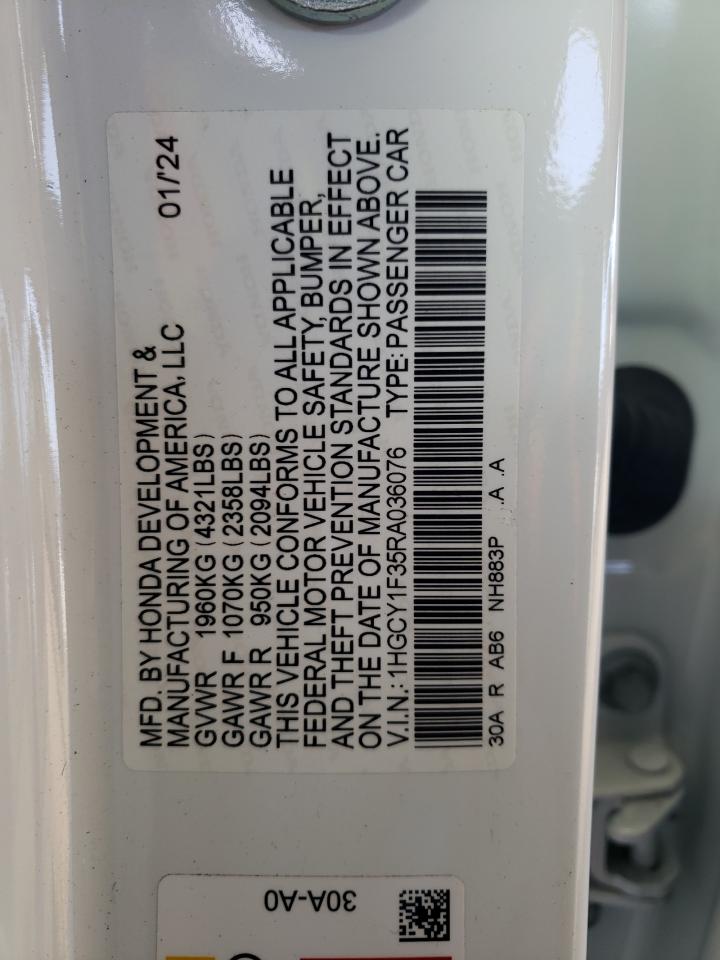 MFD. BY HONDA DEVELOPMENT & 01/'24
MANUFACTURING OF AMERICA, LLC
GVWR 1960KG (4321LBS)
GAWR F 1070KG (2358LBS)
GAWR R 950KG (2094LBS)
THIS VEHICLE CONFORMS TO ALL APPLICABLE
FEDERAL MOTOR VEHICLE SAFETY, BUMPER,
AND THEFT PREVENTION STANDARDS IN EFFECT
ON THE DATE OF MANUFACTURE SHOWN ABOVE.
V.I.N.: 1HGCY1F35RA036076 TYPE: PASSENGER CAR
30A R AB6 NH883P .A .A
30A-A0